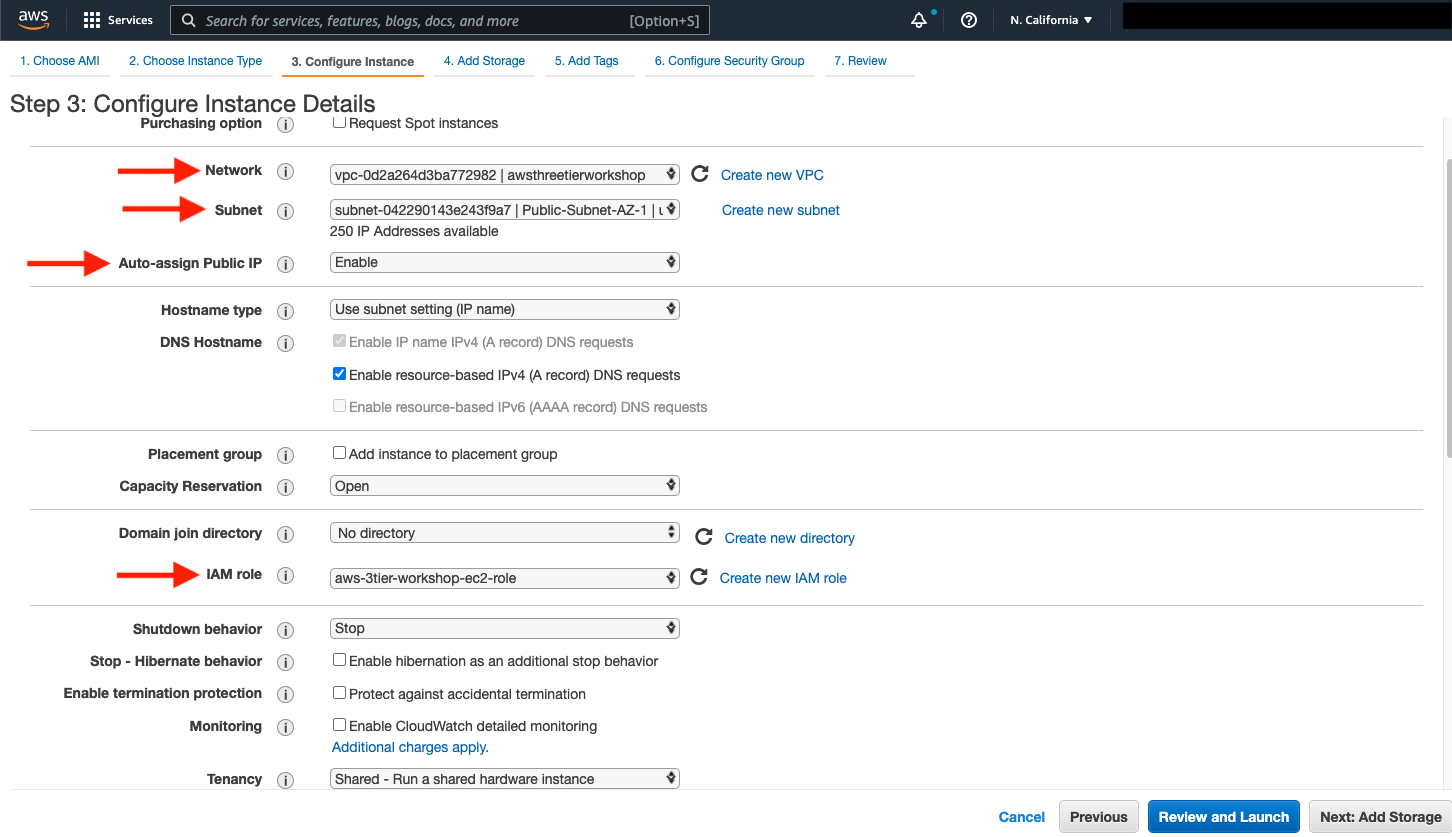 aws Services Search for services, features, blogs, docs, and more [Option+S] N. California ▼
1. Choose AMI 2. Choose Instance Type 3. Configure Instance 4. Add Storage 5. Add Tags 6. Configure Security Group 7. Review
Step 3: Configure Instance Details
Purchasing option i Request Spot instances
Network i vpc-0d2a264d3ba772982 | awsthreetierworkshop Create new VPC
Subnet i subnet-042290143e243f9a7 | Public-Subnet-AZ-1 | Create new subnet
250 IP Addresses available
Auto-assign Public IP i Enable
Hostname type i Use subnet setting (IP name)
DNS Hostname i Enable IP name IPv4 (A record) DNS requests
Enable resource-based IPv4 (A record) DNS requests
Enable resource-based IPv6 (AAAA record) DNS requests
Placement group i Add instance to placement group
Capacity Reservation i Open
Domain join directory i No directory Create new directory
IAM role i aws-3tier-workshop-ec2-role Create new IAM role
Shutdown behavior i Stop
Stop - Hibernate behavior i Enable hibernation as an additional stop behavior
Enable termination protection i Protect against accidental termination
Monitoring i Enable CloudWatch detailed monitoring
Additional charges apply.
Tenancy i Shared - Run a shared hardware instance
Cancel Previous Review and Launch Next: Add Storage